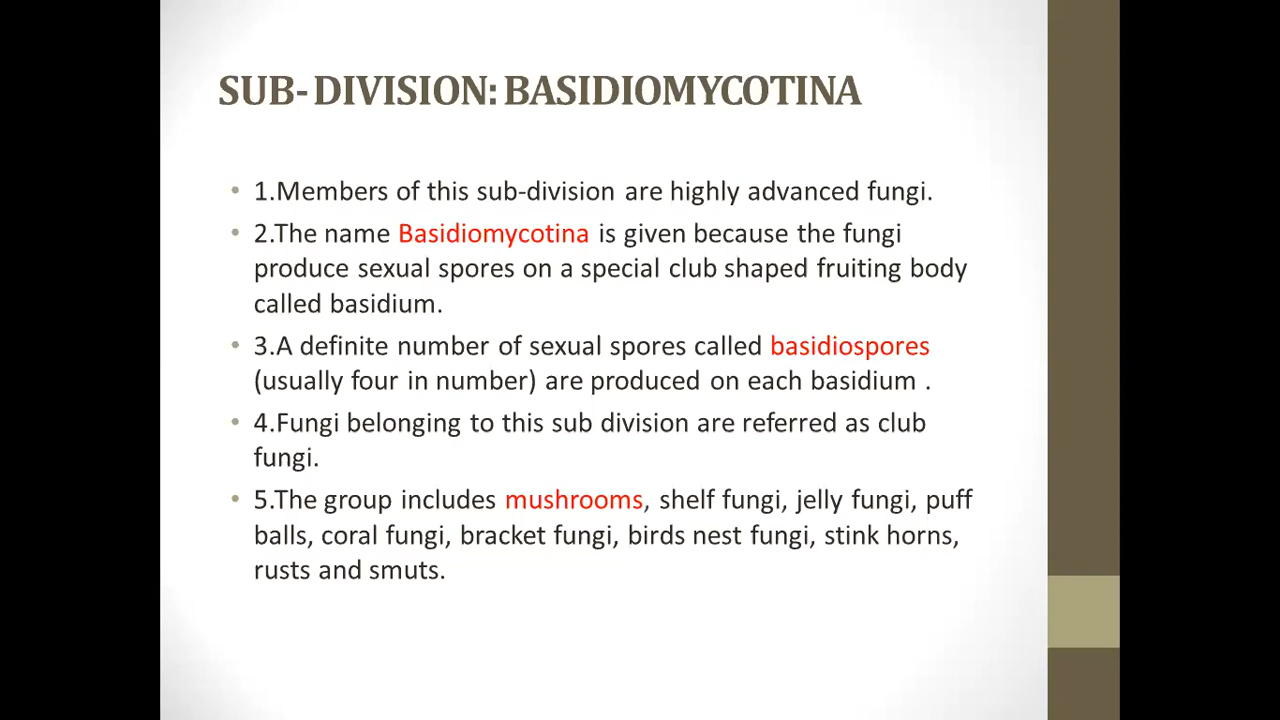 SUB- DIVISION: BASIDIOMYCOTINA
• 1.Members of this sub-division are highly advanced fungi.
• 2.The name Basidiomycotina is given because the fungi
produce sexual spores on a special club shaped fruiting body
called basidium.
• 3.A definite number of sexual spores called basidiospores
(usually four in number) are produced on each basidium .
• 4.Fungi belonging to this sub division are referred as club
fungi.
• 5.The group includes mushrooms, shelf fungi, jelly fungi, puff
balls, coral fungi, bracket fungi, birds nest fungi, stink horns,
rusts and smuts.